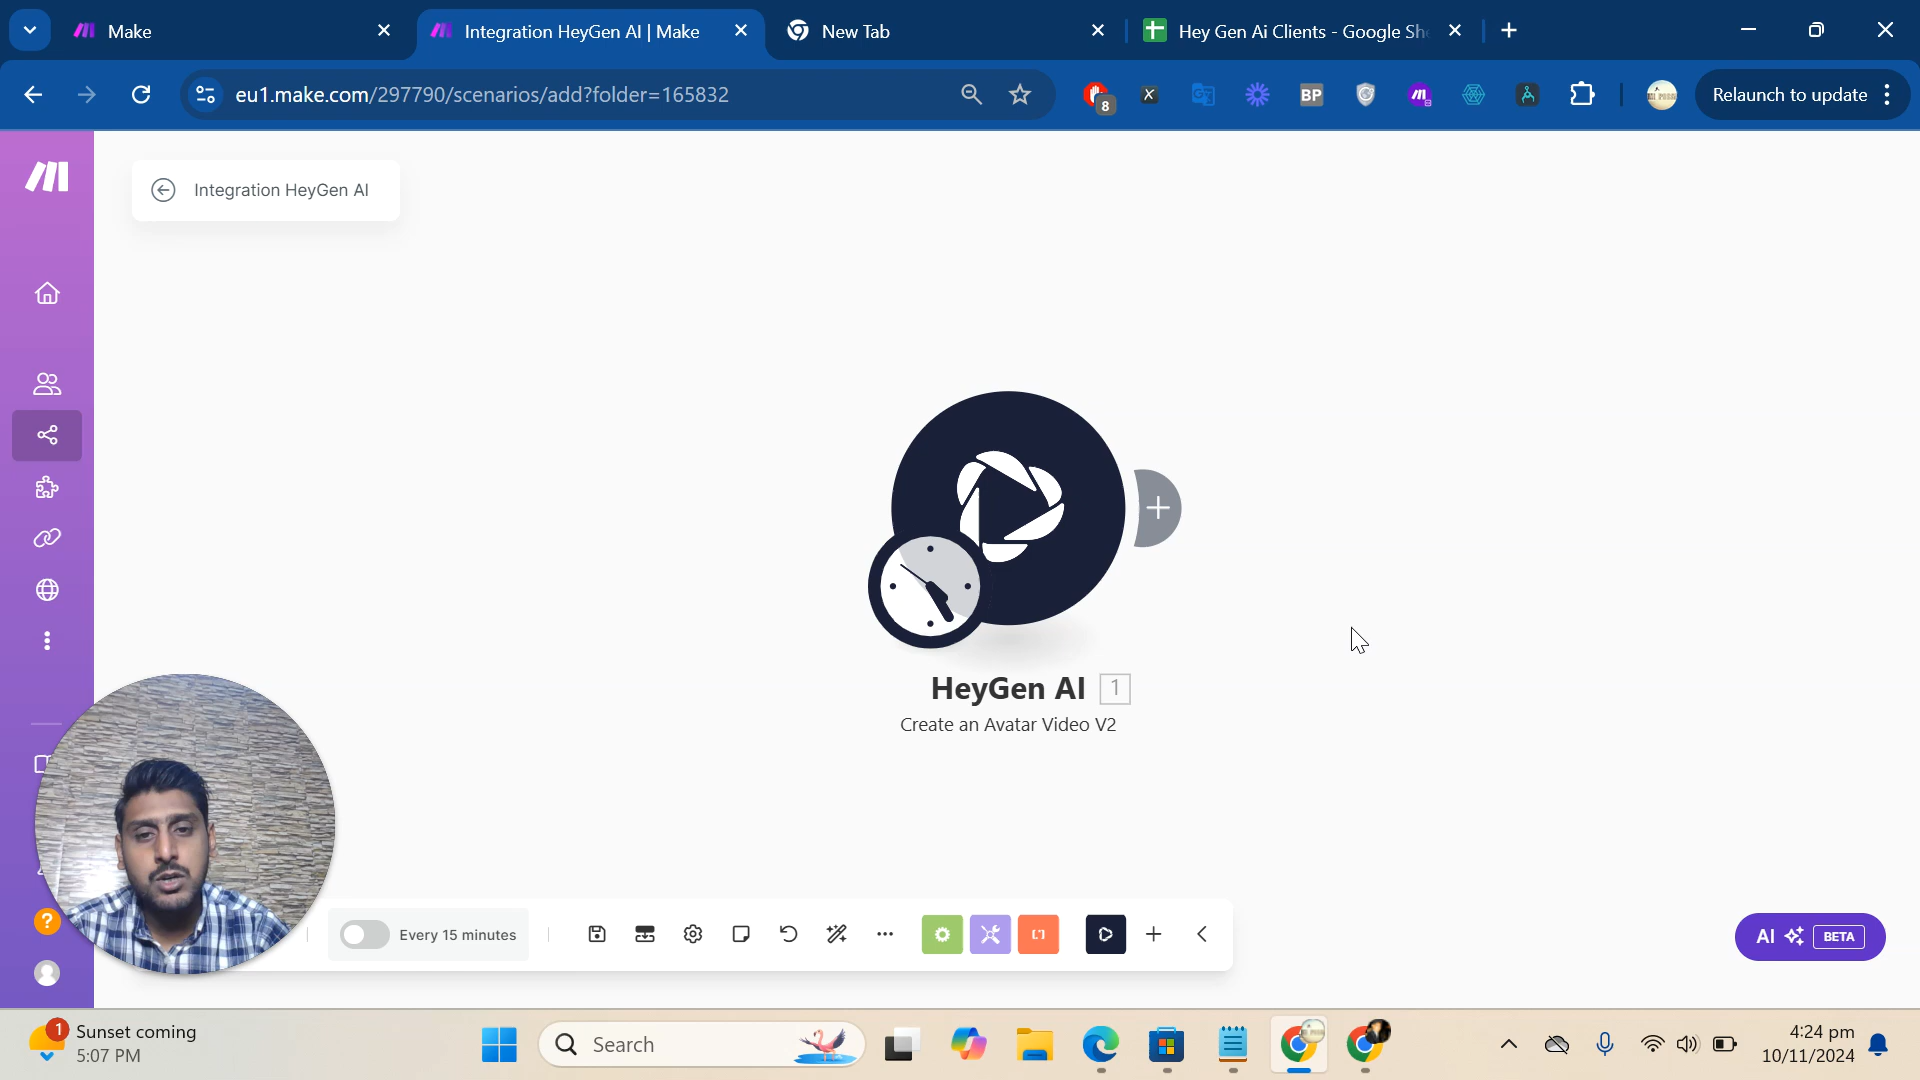 Make
Integration HeyGen AI | Make
New Tab
Hey Gen Ai Clients - Google She
eu1.make.com/297790/scenarios/add?folder=165832
8
X
BP
Relaunch to update
Integration HeyGen AI
HeyGen AI 1
Create an Avatar Video V2
?
Every 15 minutes
AI BETA
1
Sunset coming
5:07 PM
Search
4:24 pm
10/11/2024